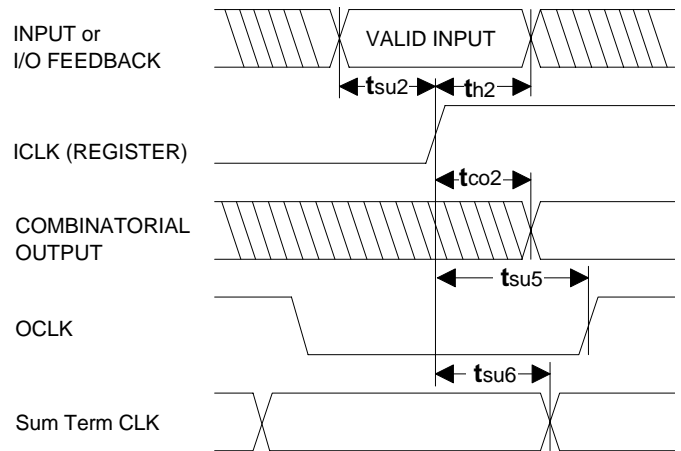 INPUT or
I/O FEEDBACK
VALID INPUT
tsu2
th2
ICLK (REGISTER)
tco2
COMBINATORIAL
OUTPUT
tsu5
OCLK
tsu6
Sum Term CLK